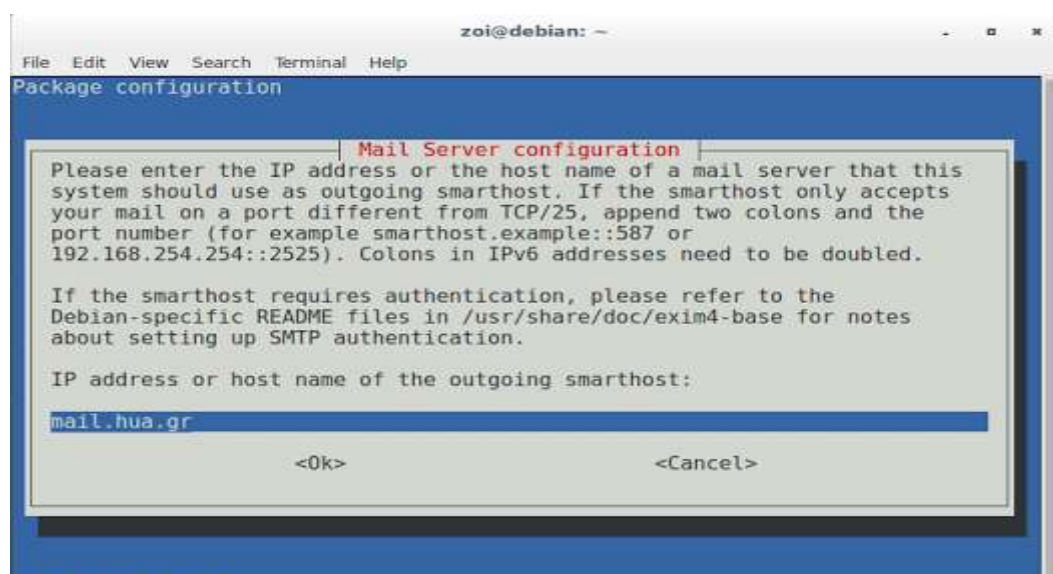 zoi@debian: ~
File Edit View Search Terminal Help
Package configuration
Mail Server configuration
Please enter the IP address or the host name of a mail server that this
system should use as outgoing smarthost. If the smarthost only accepts
your mail on a port different from TCP/25, append two colons and the
port number (for example smarthost.example::587 or
192.168.254.254::2525). Colons in IPv6 addresses need to be doubled.
If the smarthost requires authentication, please refer to the
Debian-specific README files in /usr/share/doc/exim4-base for notes
about setting up SMTP authentication.
IP address or host name of the outgoing smarthost:
mail.hua.gr
<Ok> <Cancel>